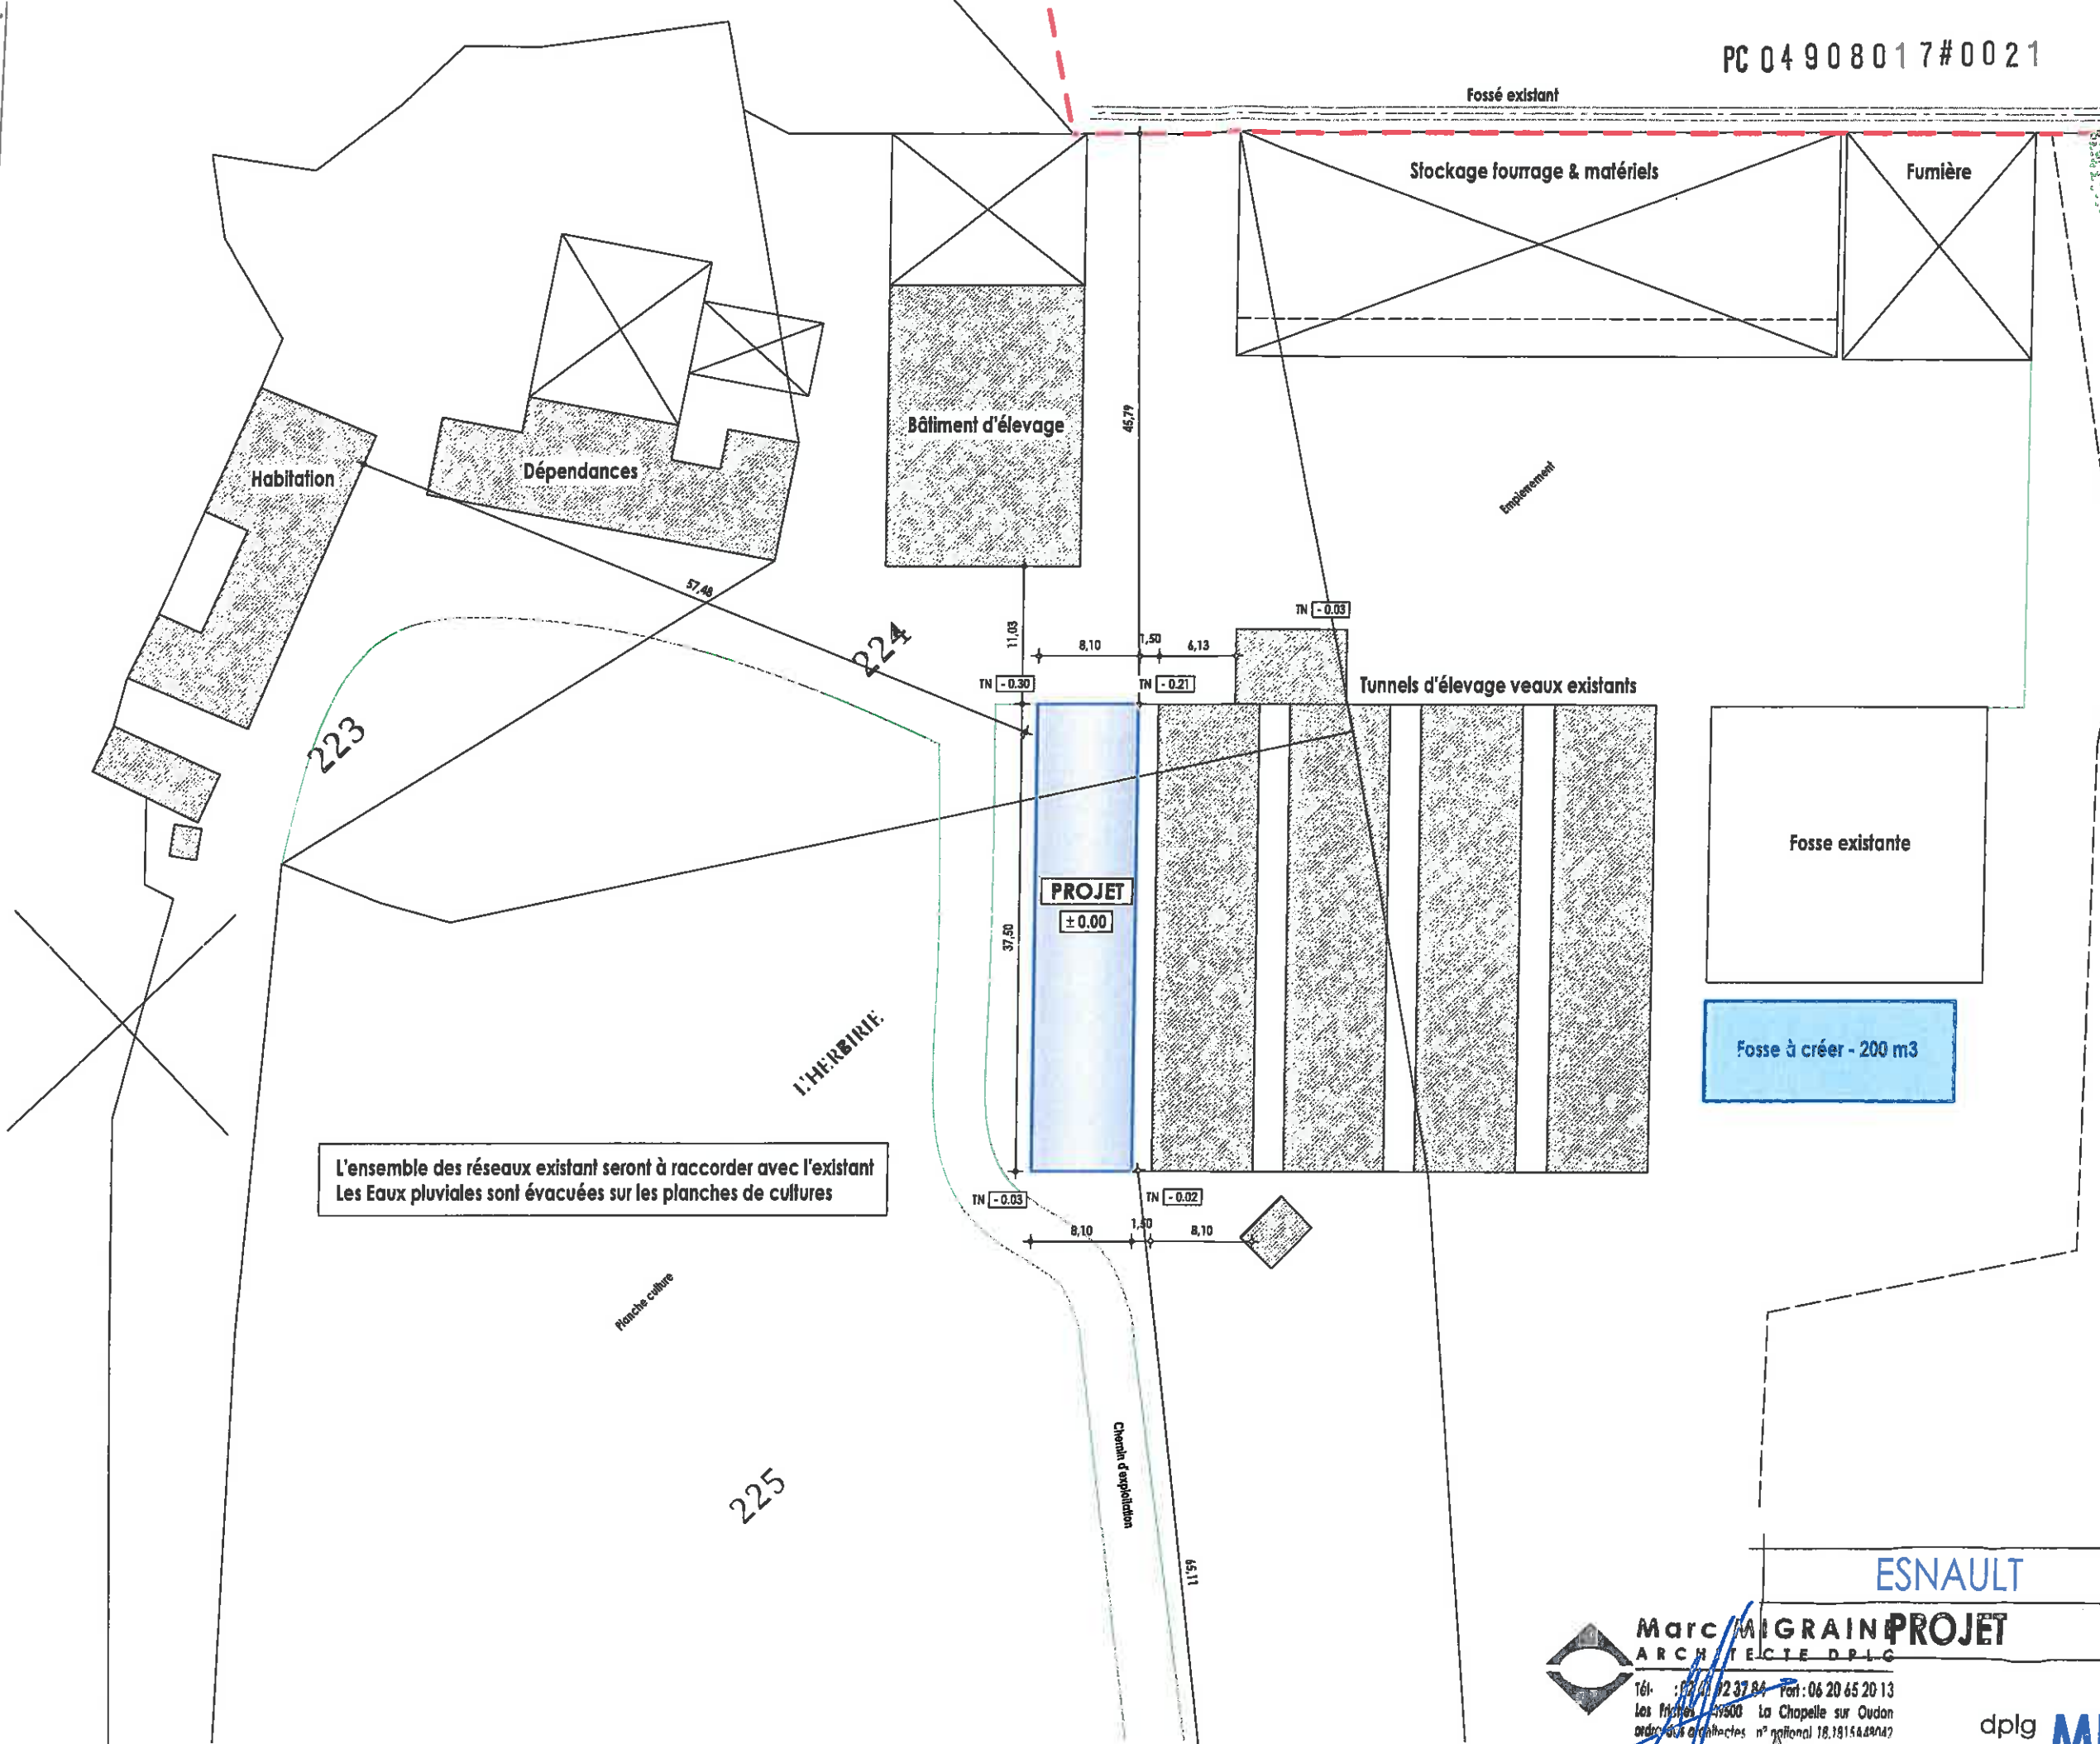 PC 04908017#0021
Fossé existant
Stockage fourrage & matériels
Fumière
Bâtiment d'élevage
45,79
Habitation
Dépendances
Empierrement
57,48
224
11,03
8,10
1,50
6,13
TN - 0.03
TN - 0.30
TN - 0.21
Tunnels d'élevage veaux existants
223
Fosse existante
PROJET
± 0.00
37,50
L'HERBIRIE
Fosse à créer - 200 m3
L'ensemble des réseaux existant seront à raccorder avec l'existant
Les Eaux pluviales sont évacuées sur les planches de cultures
TN - 0.03
TN - 0.02
8,10
1,50
8,10
Planche culture
Chemin d'exploitation
225
65,11
ESNAULT
PROJET
Marc MIGRAINE
ARCHITECTE DPLG
Tél. : Port : 06 20 65 20 13
La Chapelle sur Oudon
architectes n° national
dplg